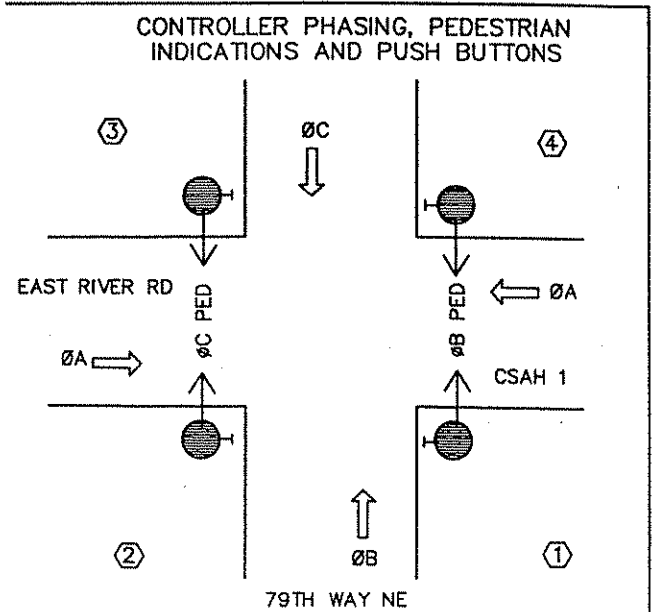 CONTROLLER PHASING, PEDESTRIAN
INDICATIONS AND PUSH BUTTONS
3
ØC
4
EAST RIVER RD
ØC PED
ØB PED
ØA
ØA
CSAH 1
2
ØB
1
79TH WAY NE